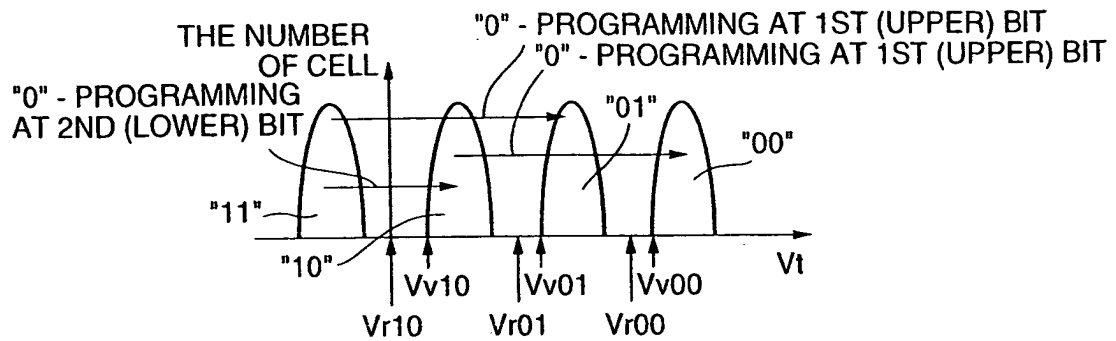 "0" - PROGRAMMING AT 1ST (UPPER) BIT
"0" - PROGRAMMING AT 1ST (UPPER) BIT
THE NUMBER
OF CELL
"0" - PROGRAMMING
AT 2ND (LOWER) BIT
"01"
"00"
"11"
"10"
Vt
Vv10
Vv01
Vv00
Vr10
Vr01
Vr00